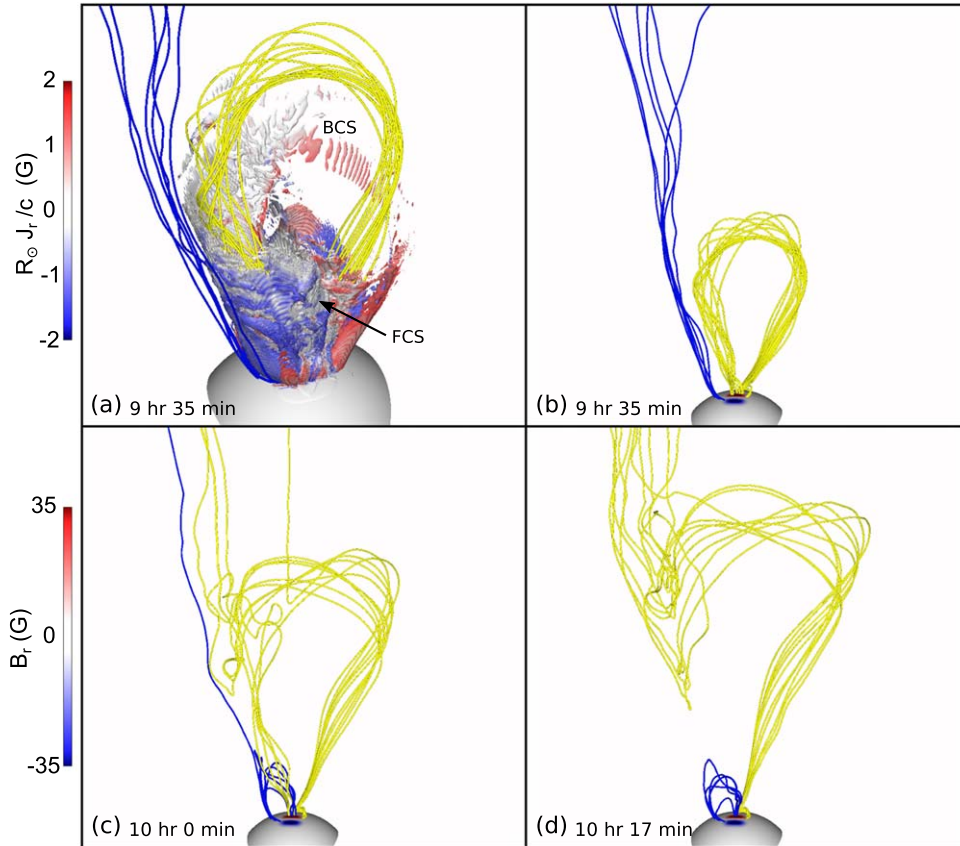 2
1
0
-1
-2
R⊙ Jr /c (G)
BCS
FCS
(a) 9 hr 35 min
(b) 9 hr 35 min
35
0
-35
Br (G)
(c) 10 hr 0 min
(d) 10 hr 17 min